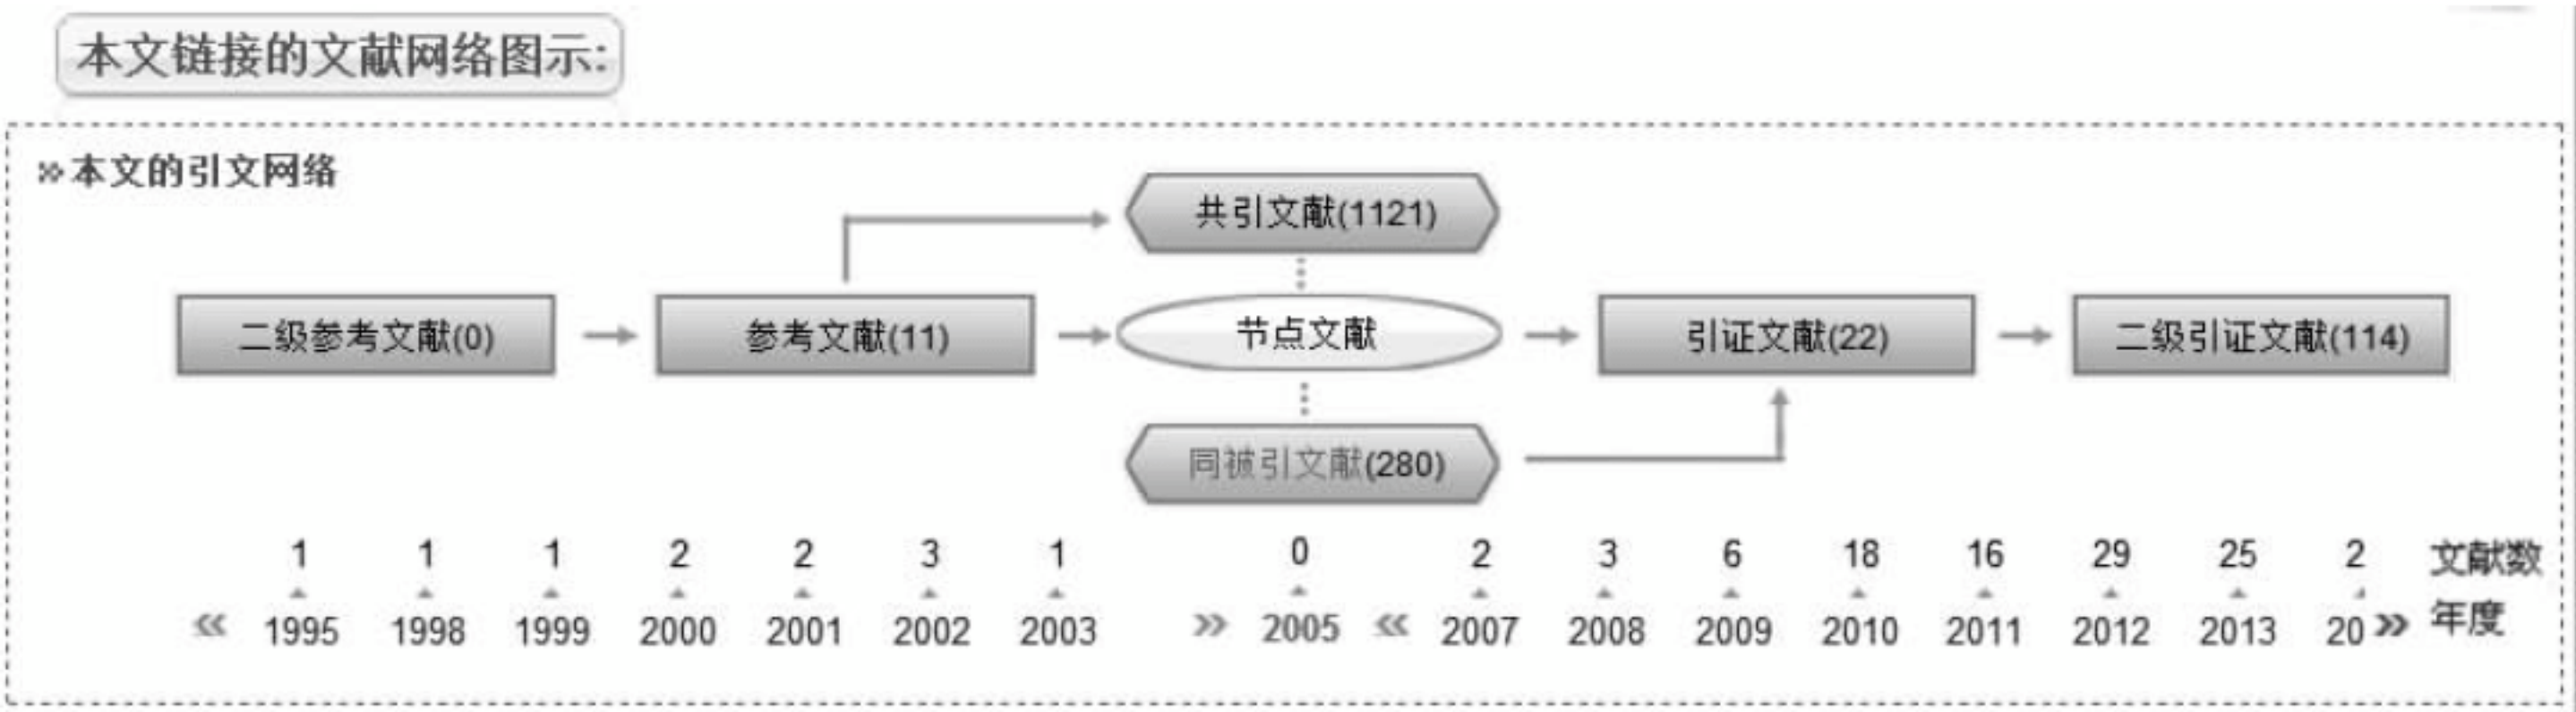 本文链接的文献网络图示:
»本文的引文网络
共引文献(1121)
二级参考文献(0) 参考文献(11) 节点文献 引证文献(22) 二级引证文献(114)
同被引文献(280)
1 1 1 2 2 3 1 0 2 3 6 18 16 29 25 2 文献数
« 1995 1998 1999 2000 2001 2002 2003 » 2005 « 2007 2008 2009 2010 2011 2012 2013 20 » 年度